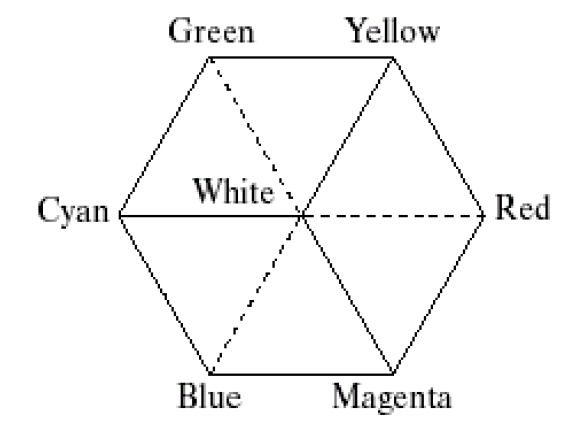 Green Yellow
White
Cyan Red
Blue Magenta